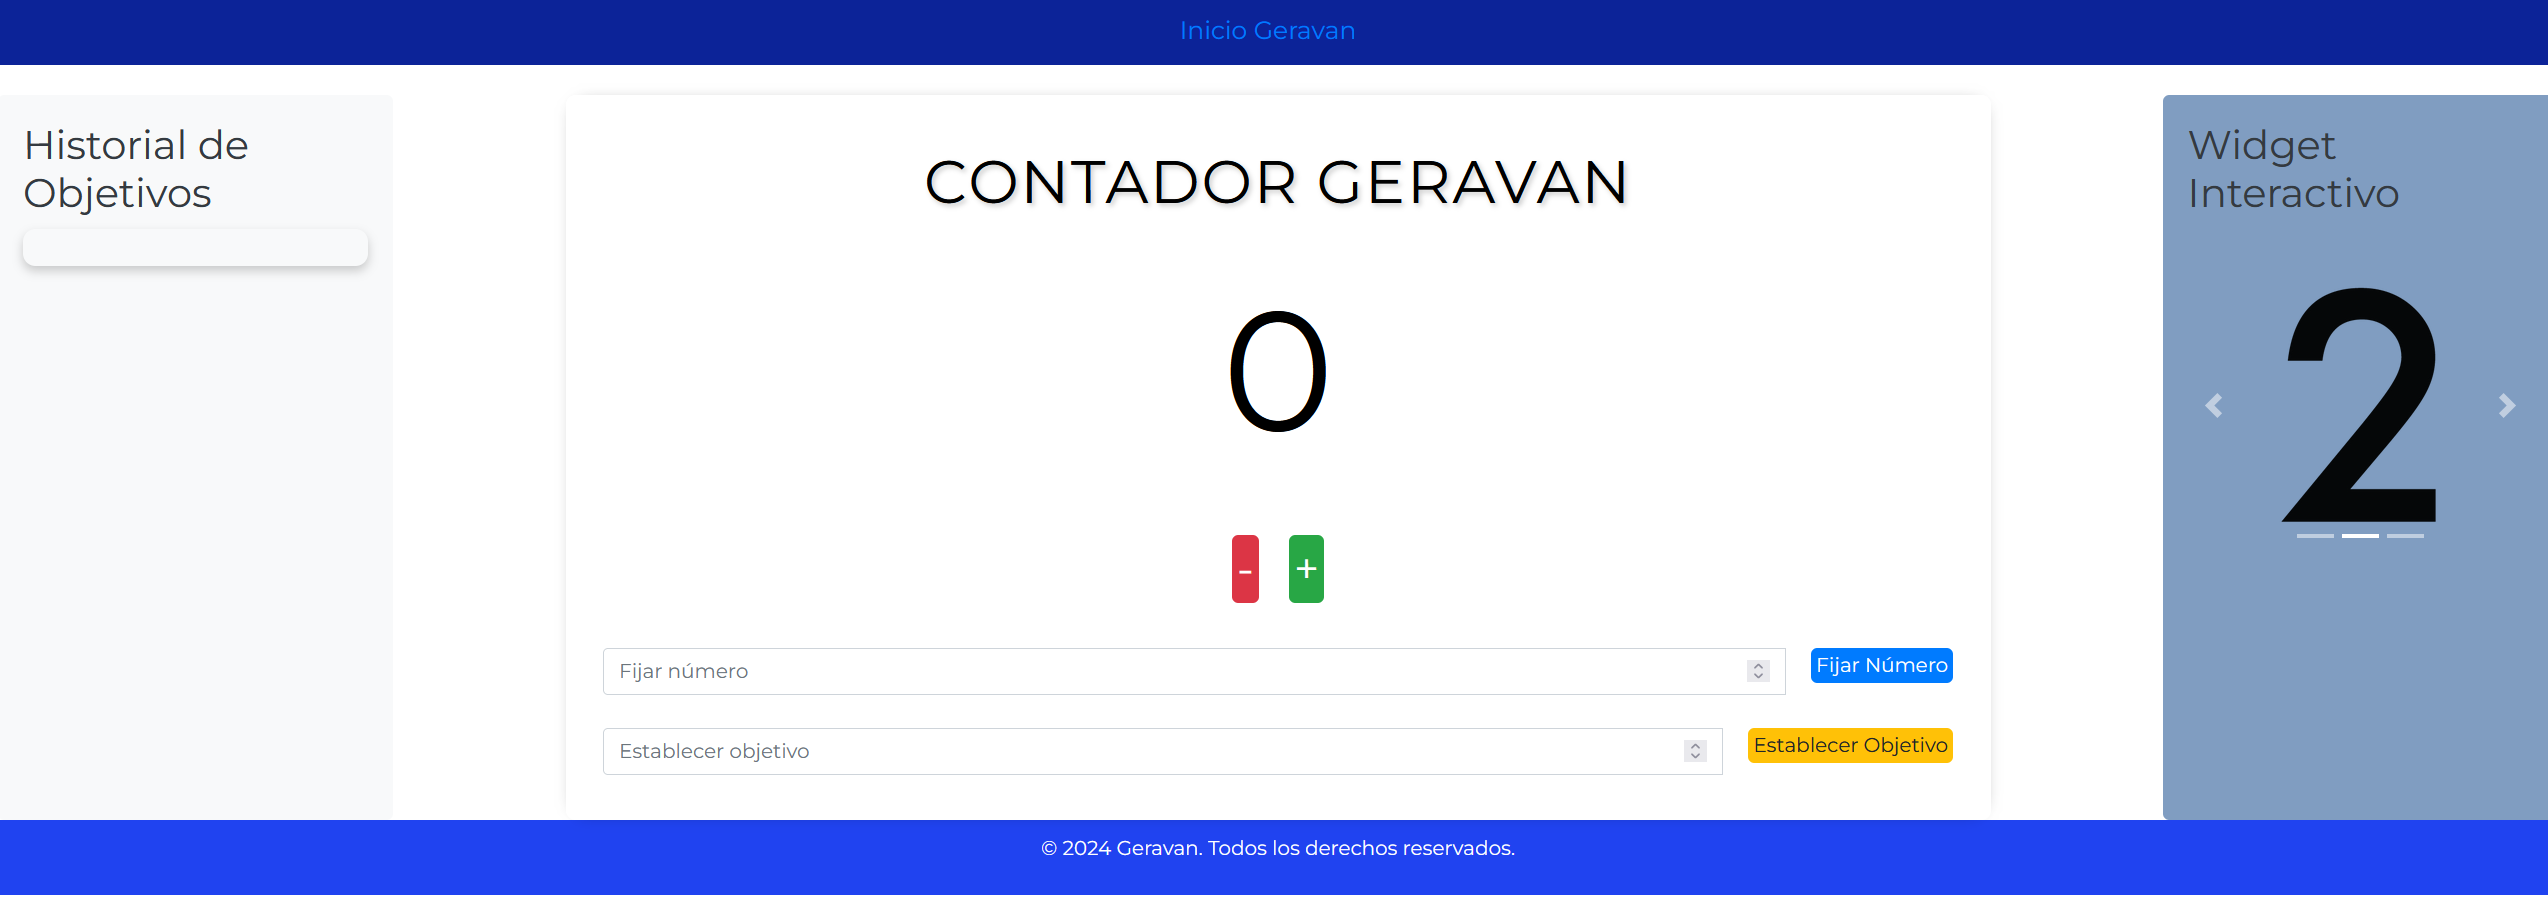 Inicio Geravan
Historial de
Objetivos
CONTADOR GERAVAN
0
-
+
Fijar número
Fijar Número
Establecer objetivo
Establecer Objetivo
Widget
Interactivo
2
© 2024 Geravan. Todos los derechos reservados.